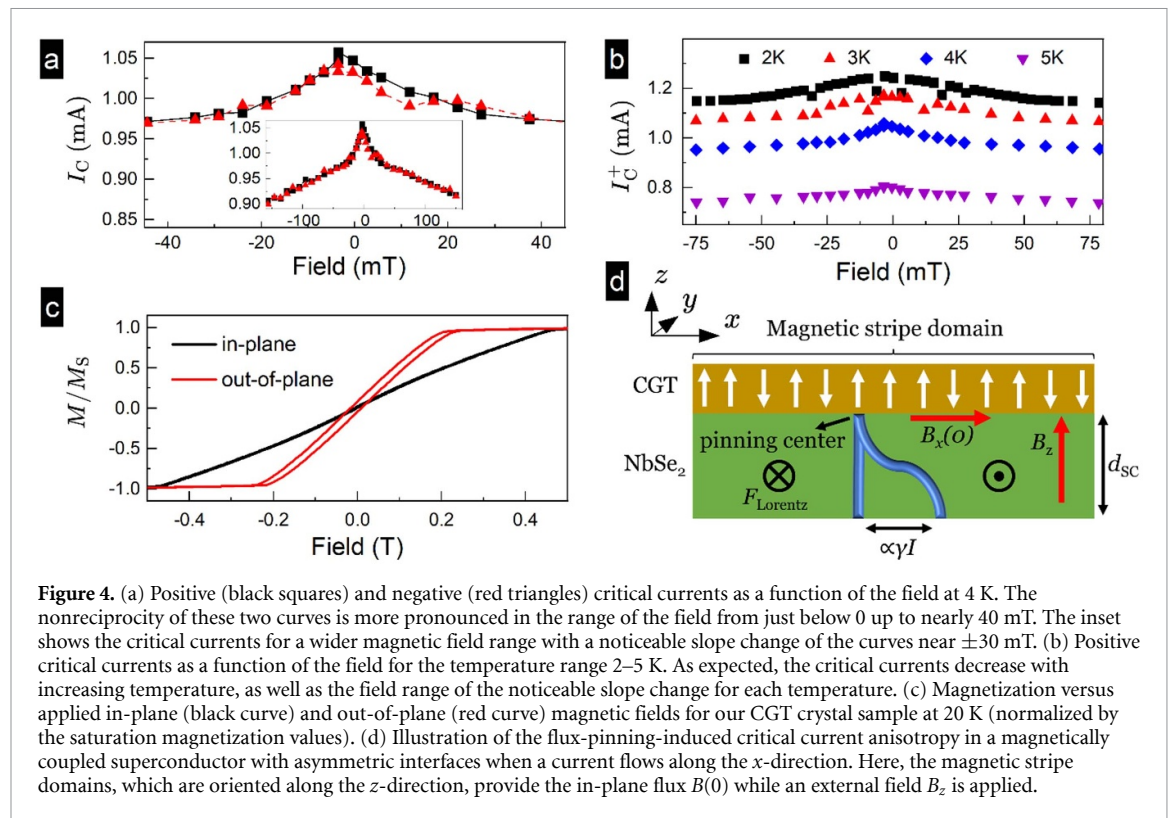 a
1.05
1.00
0.95
0.90
0.85
I_C (mA)
-40
-20
0
20
40
Field (mT)
1.05
1.00
0.95
0.90
-100
0
100
b
2K
3K
4K
5K
1.2
1.0
0.8
I_C^+ (mA)
-75
-50
-25
0
25
50
75
Field (mT)
c
1.0
0.5
0.0
-0.5
-1.0
M/M_S
in-plane
out-of-plane
-0.4
-0.2
0.0
0.2
0.4
Field (T)
d
z
y
x
Magnetic stripe domain
CGT
pinning center
B_x(0)
B_z
NbSe₂
d_SC
F_Lorentz
∝γI
Figure 4. (a) Positive (black squares) and negative (red triangles) critical currents as a function of the field at 4 K. The
nonreciprocity of these two curves is more pronounced in the range of the field from just below 0 up to nearly 40 mT. The inset
shows the critical currents for a wider magnetic field range with a noticeable slope change of the curves near ±30 mT. (b) Positive
critical currents as a function of the field for the temperature range 2–5 K. As expected, the critical currents decrease with
increasing temperature, as well as the field range of the noticeable slope change for each temperature. (c) Magnetization versus
applied in-plane (black curve) and out-of-plane (red curve) magnetic fields for our CGT crystal sample at 20 K (normalized by
the saturation magnetization values). (d) Illustration of the flux-pinning-induced critical current anisotropy in a magnetically
coupled superconductor with asymmetric interfaces when a current flows along the x-direction. Here, the magnetic stripe
domains, which are oriented along the z-direction, provide the in-plane flux B(0) while an external field B_z is applied.